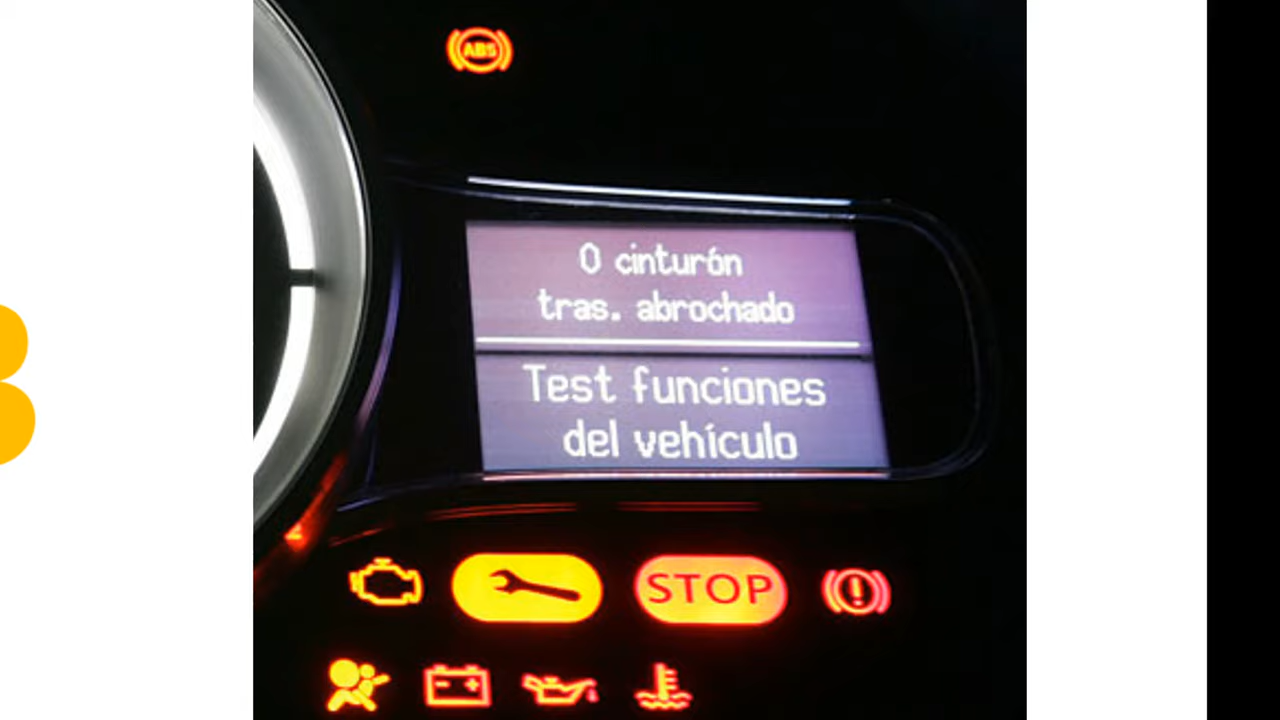 ABS
0 cinturón
tras. abrochado
Test funciones
del vehículo
STOP